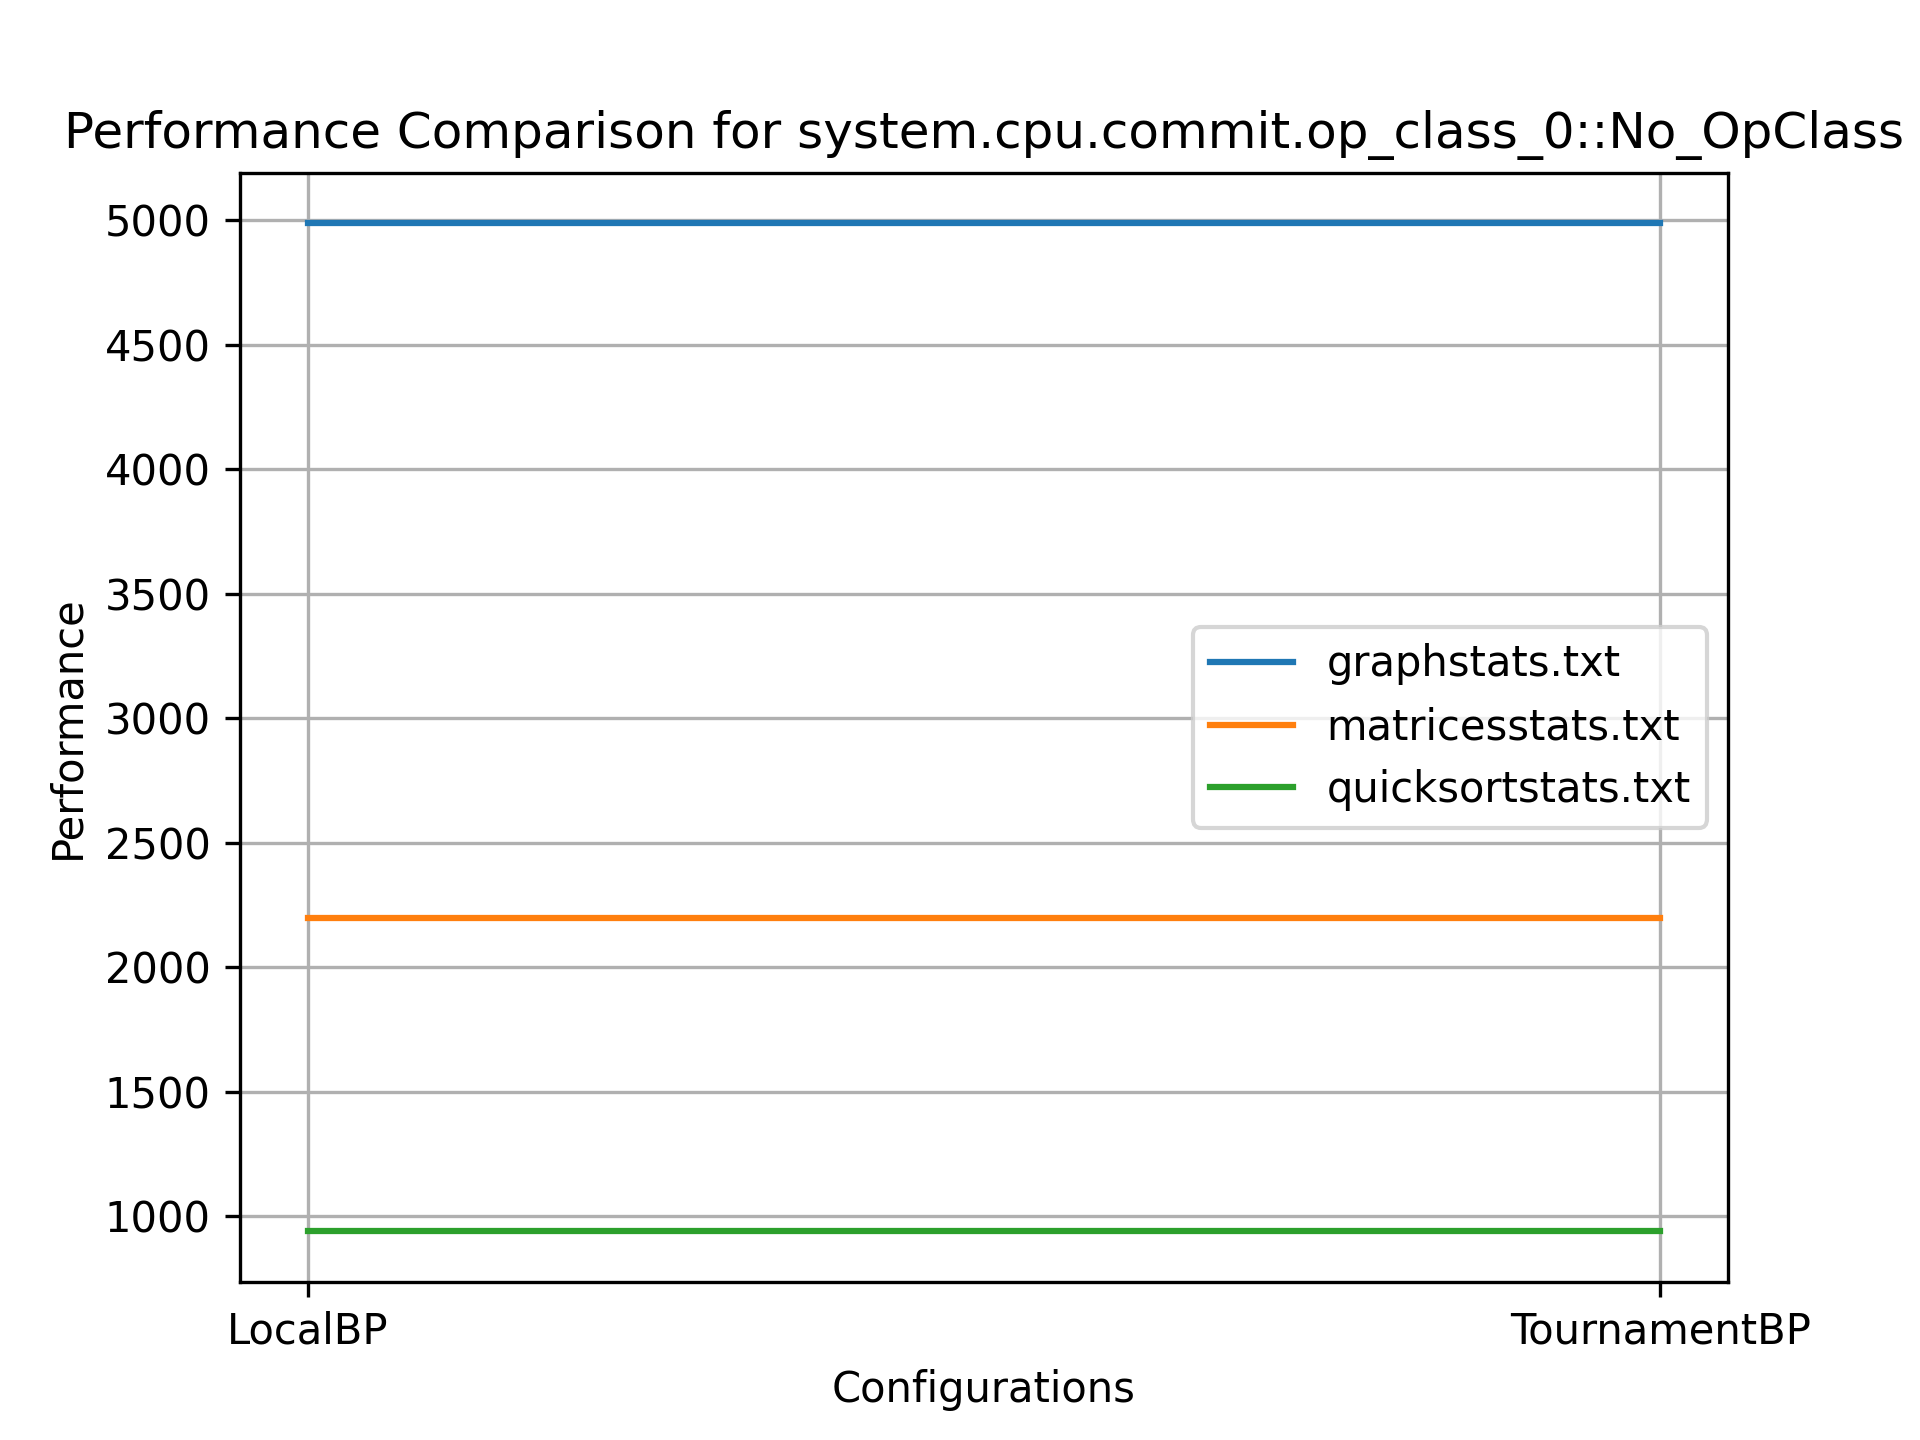 Performance Comparison for system.cpu.commit.op_class_0::No_OpClass
5000
4500
4000
3500
3000
2500
2000
1500
1000
Performance
graphstats.txt
matricesstats.txt
quicksortstats.txt
LocalBP
TournamentBP
Configurations